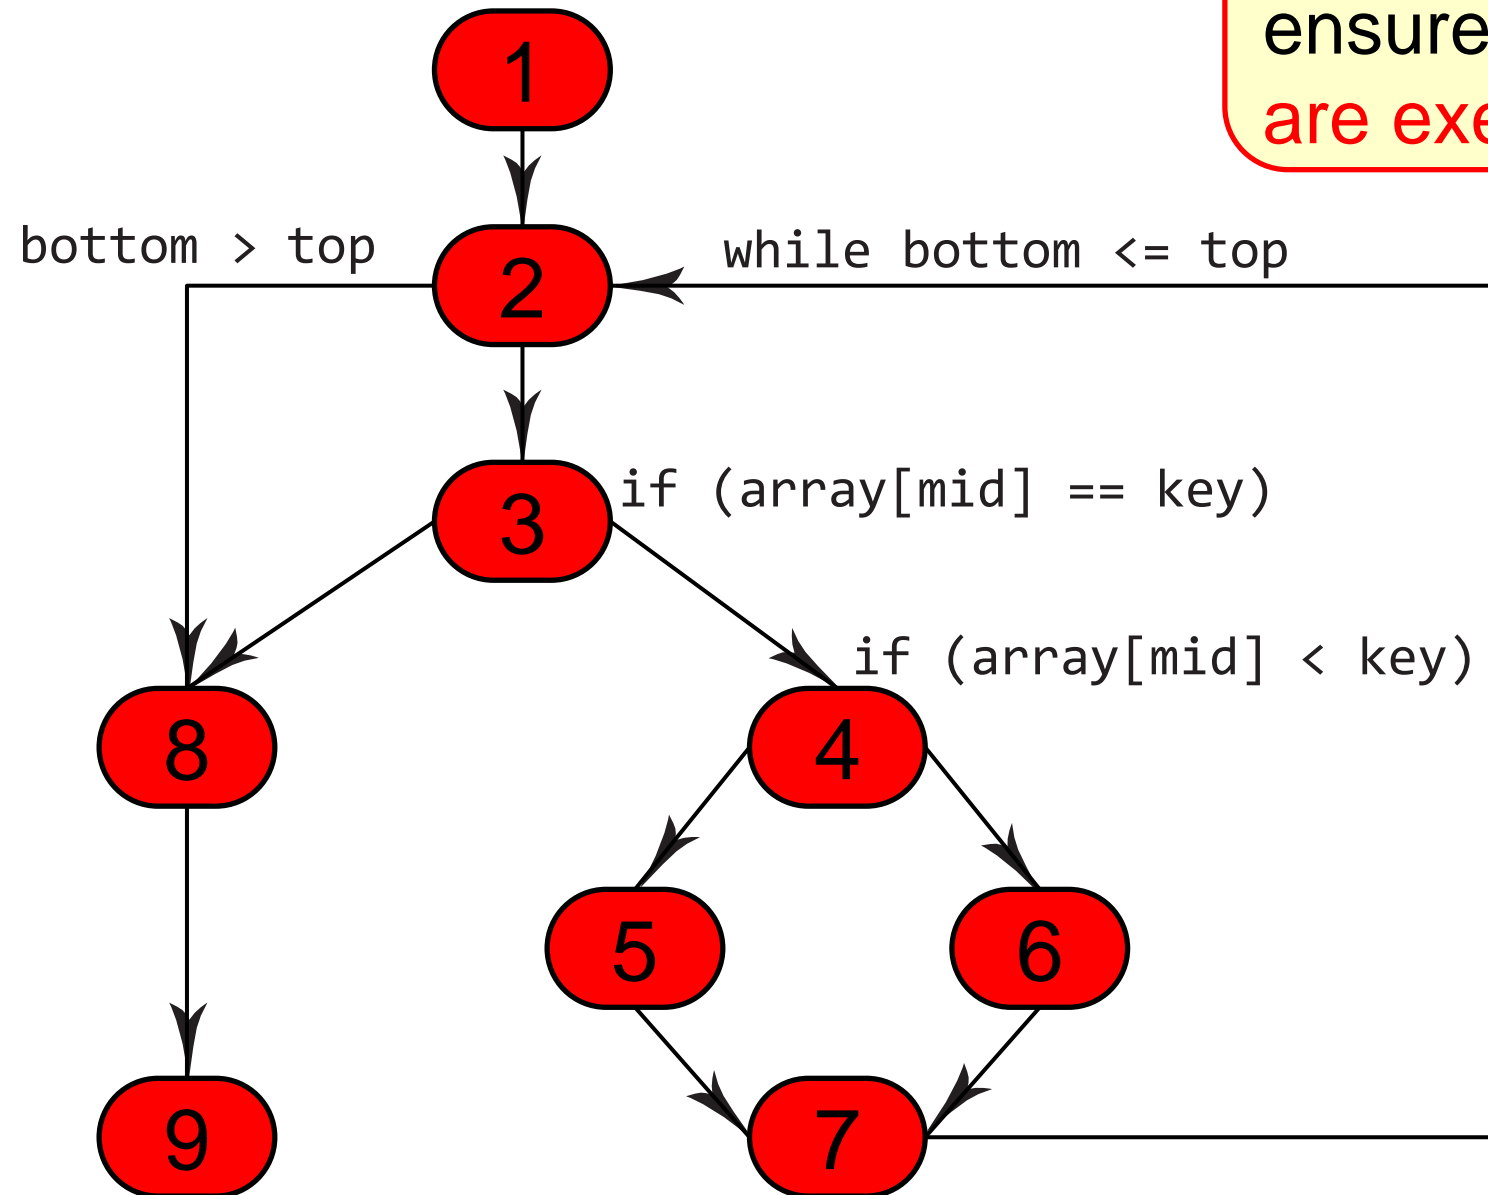 ensure
are
1
bottom > top
while bottom <= top
2
3
if (array[mid] == key)
if (array[mid] < key)
8
4
5
6
9
7